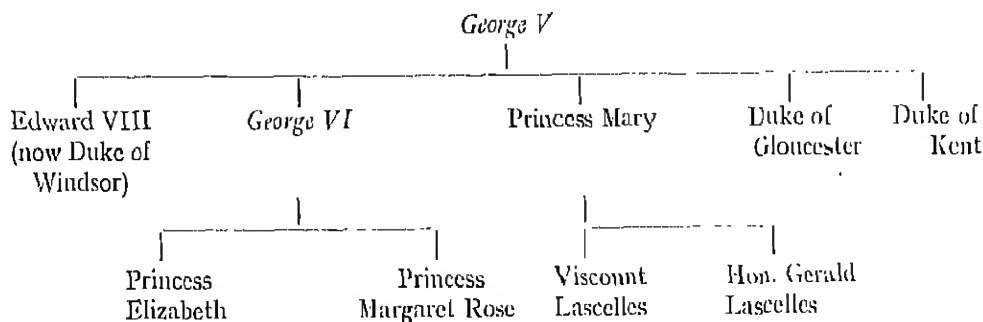 George V
Edward VIII George VI Princess Mary Duke of Duke of
(now Duke of Gloucester Kent
Windsor)
Princess Princess Viscount Hon. Gerald
Elizabeth Margaret Rose Lascelles Lascelles